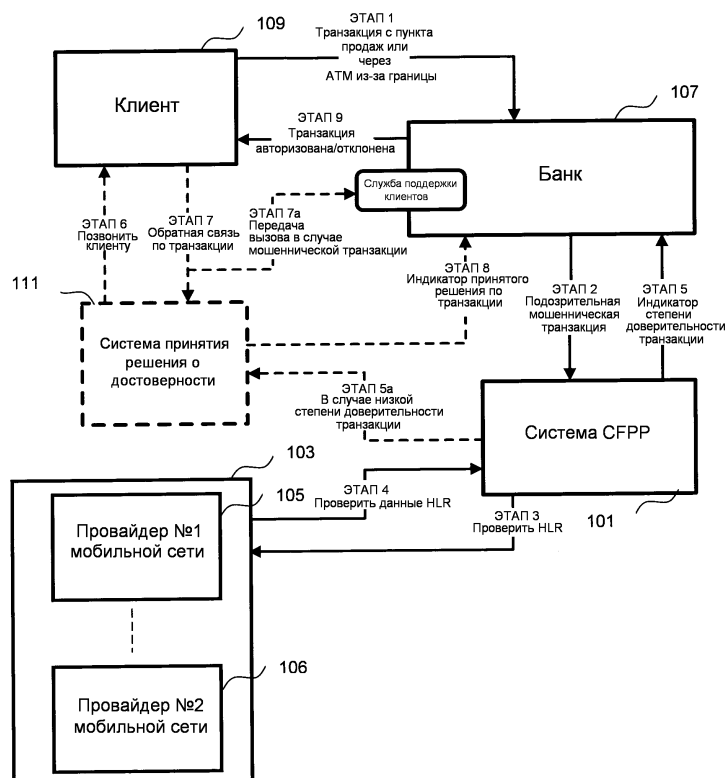 109
ЭТАП 1
Транзакция с пункта
продаж или
через
АТМ из-за границы
Клиент
107
ЭТАП 9
Транзакция
авторизована/отклонена
Банк
Служба поддержки
клиентов
ЭТАП 6
Позвонить
клиенту
ЭТАП 7
Обратная связь
по транзакции
ЭТАП 7а
Передача
вызова в случае
мошеннической транзакции
ЭТАП 8
Индикатор принятого
решения по
транзакции
ЭТАП 2
Подозрительная
мошенническая
транзакция
ЭТАП 5
Индикатор
степени
доверительности
транзакции
111
Система принятия
решения о
достоверности
ЭТАП 5а
В случае низкой
степени доверительности
транзакции
Система CFPP
101
103
105
ЭТАП 4
Проверить данные HLR
ЭТАП 3
Проверить HLR
Провайдер №1
мобильной сети
106
Провайдер №2
мобильной сети